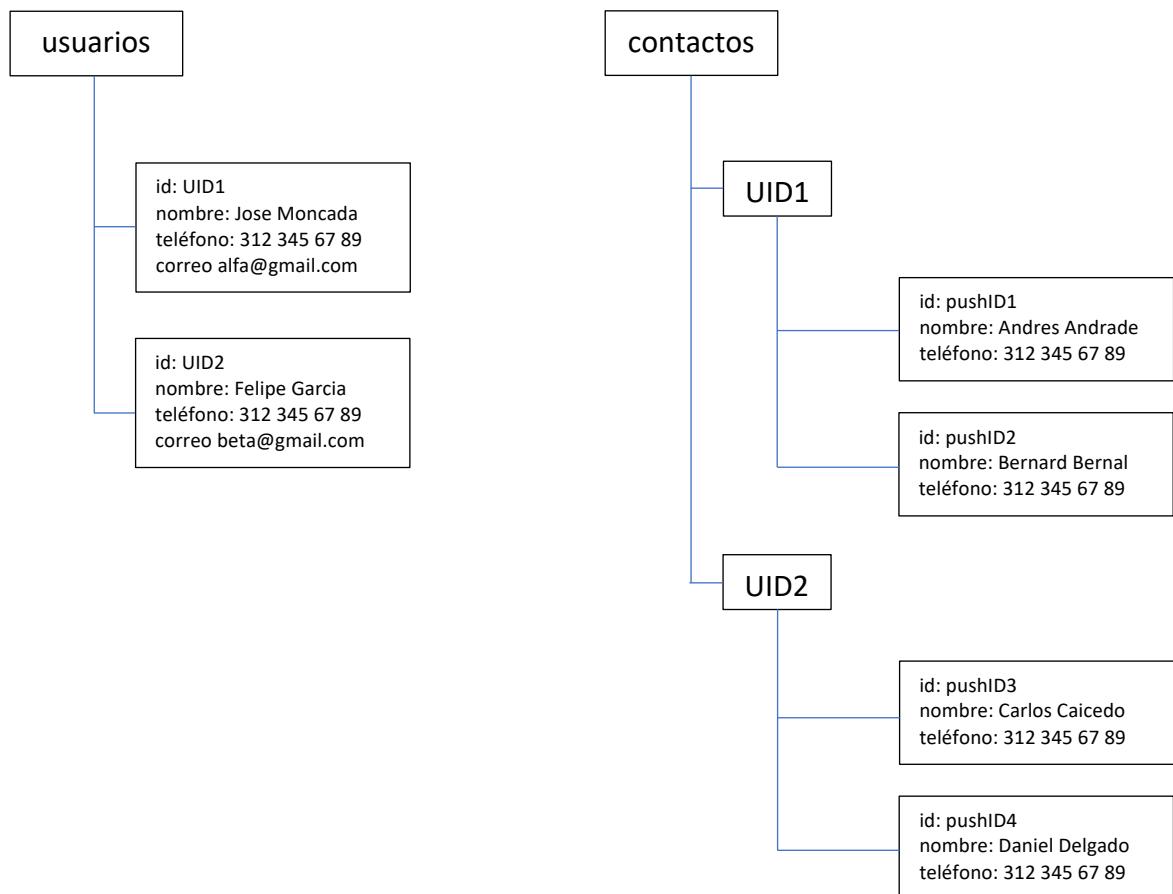 usuarios
id: UID1
nombre: Jose Moncada
teléfono: 312 345 67 89
correo alfa@gmail.com
id: UID2
nombre: Felipe Garcia
teléfono: 312 345 67 89
correo beta@gmail.com
contactos
UID1
id: pushID1
nombre: Andres Andrade
teléfono: 312 345 67 89
id: pushID2
nombre: Bernard Bernal
teléfono: 312 345 67 89
UID2
id: pushID3
nombre: Carlos Caicedo
teléfono: 312 345 67 89
id: pushID4
nombre: Daniel Delgado
teléfono: 312 345 67 89